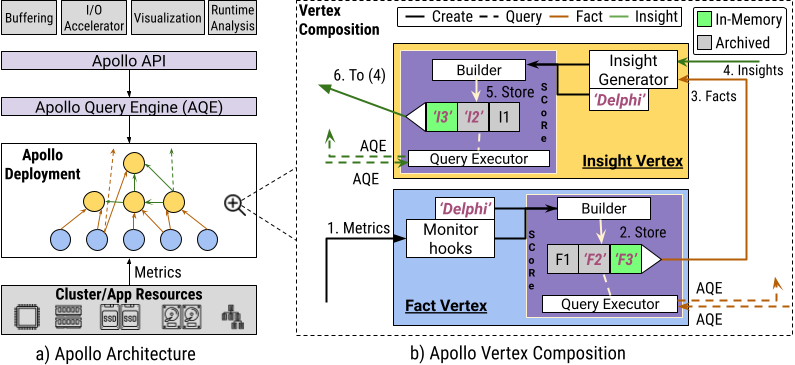 Buffering
I/O
Accelerator
Visualization
Runtime
Analysis
Apollo API
Apollo Query Engine (AQE)
Apollo
Deployment
Metrics
Cluster/App Resources
SSD
SSD
a) Apollo Architecture
Vertex
Composition
Create
Query
Fact
Insight
In-Memory
Archived
6. To (4)
Builder
SCoRe
5. Store
'I3'
'I2'
I1
Query Executor
AQE
AQE
Insight
Generator
'Delphi'
4. Insights
3. Facts
Insight Vertex
1. Metrics
'Delphi'
Monitor
hooks
Fact Vertex
SCoRe
Builder
2. Store
F1
'F2'
'F3'
Query Executor
AQE
AQE
b) Apollo Vertex Composition